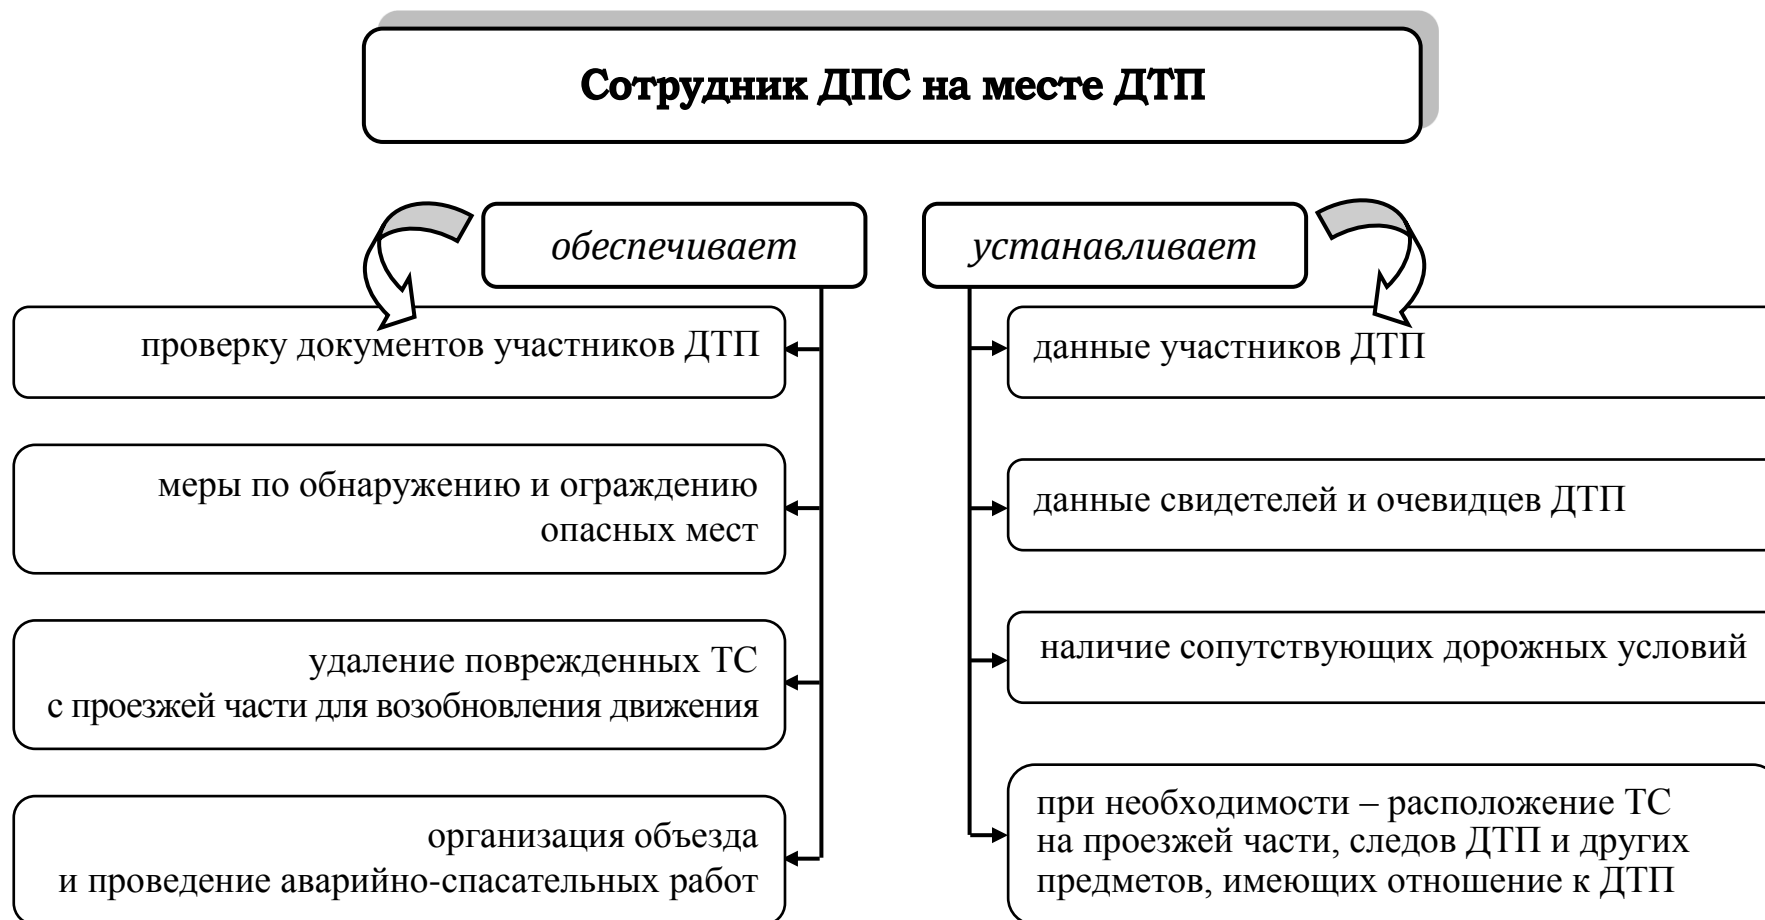 Сотрудник ДПС на месте ДТП
обеспечивает
проверку документов участников ДТП
меры по обнаружению и ограждению
опасных мест
удаление поврежденных ТС
с проезжей части для возобновления движения
организация объезда
и проведение аварийно-спасательных работ
устанавливает
данные участников ДТП
данные свидетелей и очевидцев ДТП
наличие сопутствующих дорожных условий
при необходимости – расположение ТС
на проезжей части, следов ДТП и других
предметов, имеющих отношение к ДТП